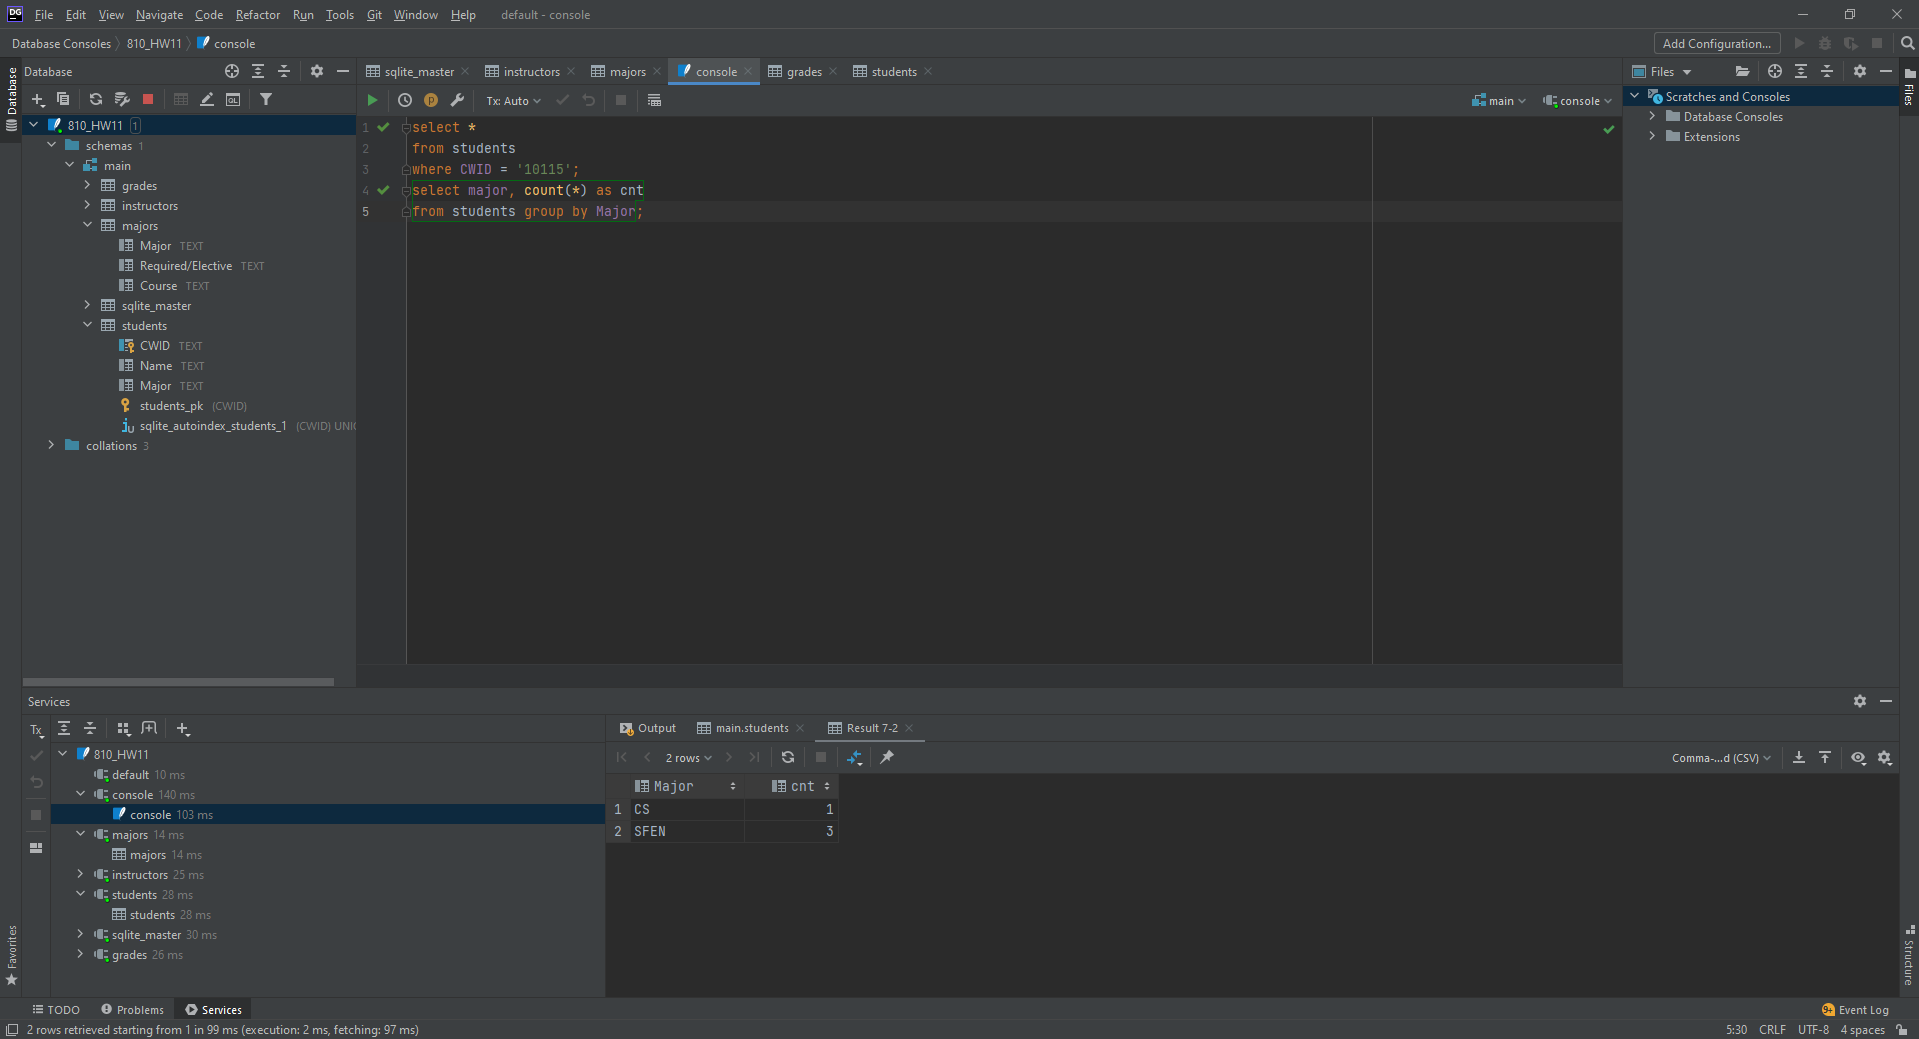 DG File Edit View Navigate Code Refactor Run Tools Git Window Help default - console
Database Consoles 810_HW11 console Add Configuration...
Database
Database
sqlite_master instructors majors console grades students
Files
Files
Tx: Auto main console
810_HW11 1
schemas 1
main
grades
instructors
majors
Major TEXT
Required/Elective TEXT
Course TEXT
sqlite_master
students
CWID TEXT
Name TEXT
Major TEXT
students_pk (CWID)
sqlite_autoindex_students_1 (CWID) UNIC
collations 3
1 select *
2 from students
3 where CWID = '10115';
4 select major, count(*) as cnt
5 from students group by Major;
Scratches and Consoles
Database Consoles
Extensions
Services
Tx
810_HW11
default 10 ms
console 140 ms
console 103 ms
majors 14 ms
majors 14 ms
instructors 25 ms
students 28 ms
students 28 ms
sqlite_master 30 ms
grades 26 ms
Output main.students Result 7-2
2 rows Comma-...d (CSV)
Major cnt
1 CS 1
2 SFEN 3
Favorites
Structure
TODO Problems Services 9+ Event Log
2 rows retrieved starting from 1 in 99 ms (execution: 2 ms, fetching: 97 ms) 5:30 CRLF UTF-8 4 spaces